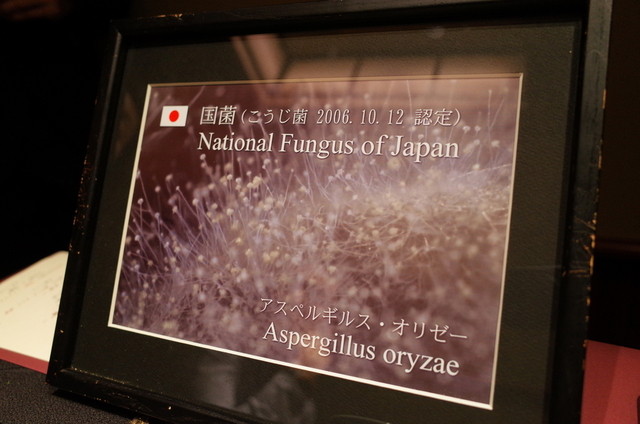 国菌(こうじ菌 2006.10.12 認定)
National Fungus of Japan
アスペルギルス・オリゼー
Aspergillus oryzae